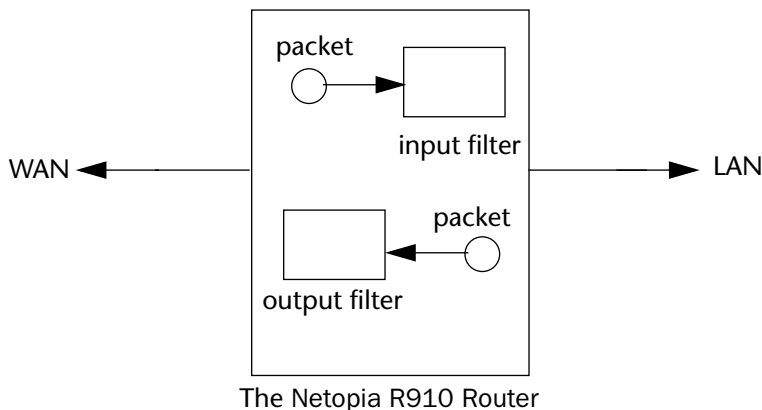 packet
input filter
WAN
LAN
packet
output filter
The Netopia R910 Router